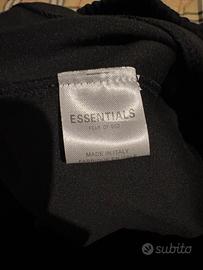 ESSENTIALS
FEAR OF GOD
MADE IN ITALY
subito